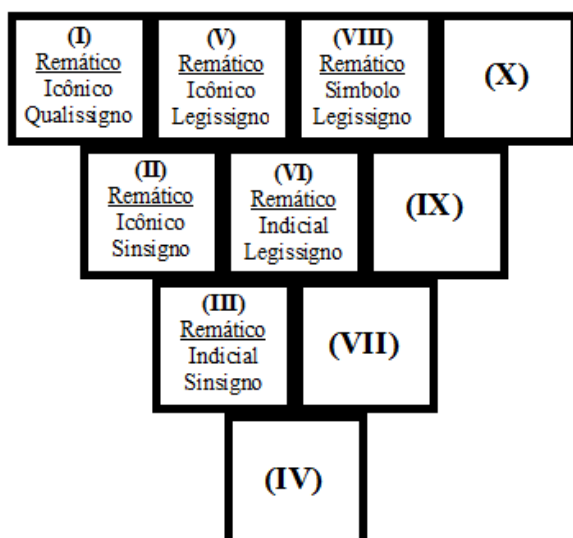 (I)
Remático
Icônico
Qualissigno
(V)
Remático
Icônico
Legissigno
(VIII)
Remático
Simbolo
Legissigno
(X)
(II)
Remático
Icônico
Sinsigno
(VI)
Remático
Indicial
Legissigno
(IX)
(III)
Remático
Indicial
Sinsigno
(VII)
(IV)